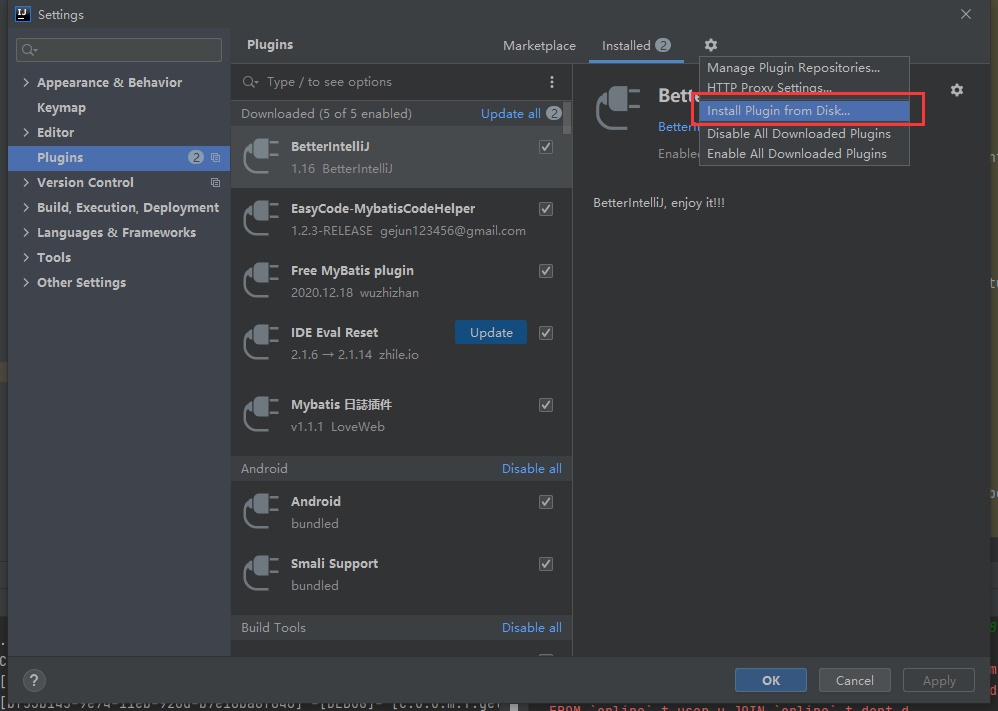 Settings
Plugins
Marketplace
Installed 2
Manage Plugin Repositories...
HTTP Proxy Settings...
Install Plugin from Disk...
Disable All Downloaded Plugins
Enable All Downloaded Plugins
Appearance & Behavior
Keymap
Editor
Plugins 2
Version Control
Build, Execution, Deployment
Languages & Frameworks
Tools
Other Settings
Type / to see options
Downloaded (5 of 5 enabled) Update all 2
BetterIntelliJ
1.16 BetterIntelliJ
EasyCode-MybatisCodeHelper
1.2.3-RELEASE gejun123456@gmail.com
Free MyBatis plugin
2020.12.18 wuzhizhan
IDE Eval Reset Update
2.1.6 → 2.1.14 zhile.io
Mybatis 日誌插件
v1.1.1 LoveWeb
Android Disable all
Android
bundled
Smali Support
bundled
Build Tools Disable all
BetterIntelliJ, enjoy it!!!
?
OK
Cancel
Apply